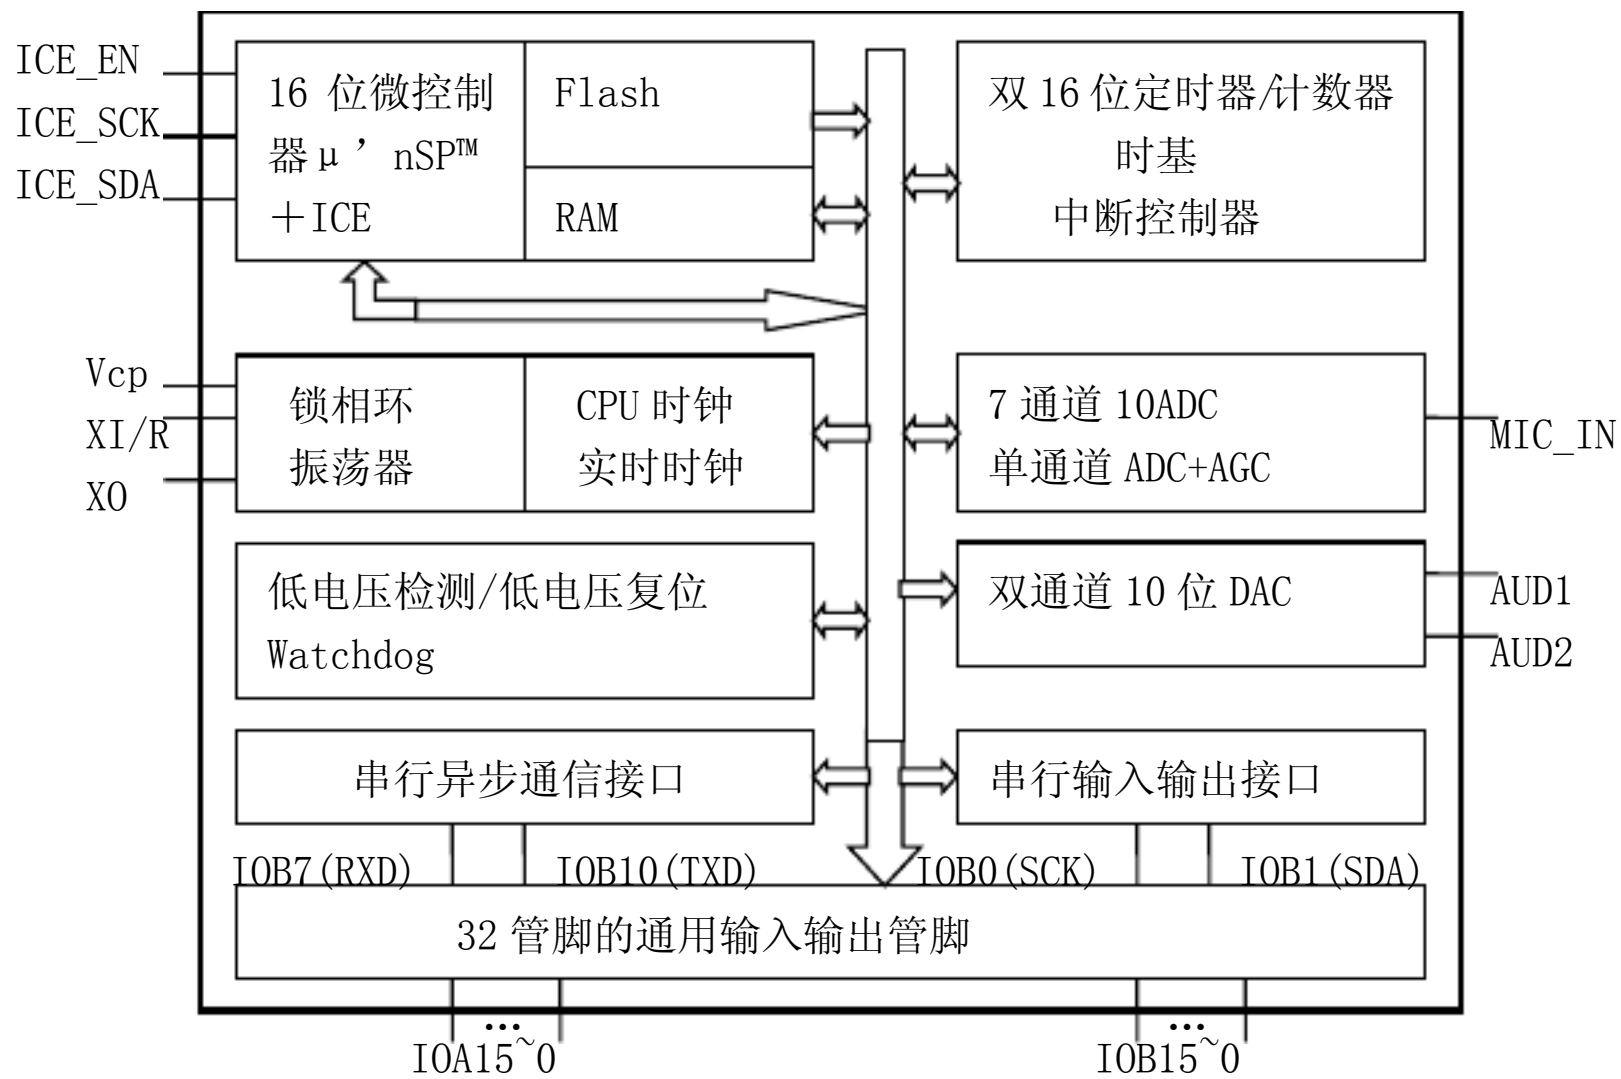 ICE_EN
ICE_SCK
ICE_SDA
16 位微控制
器μ’nSP™
＋ICE
Flash
RAM
双 16 位定时器/计数器
时基
中断控制器
Vcp
XI/R
XO
锁相环
振荡器
CPU 时钟
实时时钟
7 通道 10ADC
单通道 ADC+AGC
MIC_IN
低电压检测/低电压复位
Watchdog
双通道 10 位 DAC
AUD1
AUD2
串行异步通信接口
串行输入输出接口
IOB7(RXD)
IOB10(TXD)
IOB0(SCK)
IOB1(SDA)
32 管脚的通用输入输出管脚
…
IOA15~0
…
IOB15~0